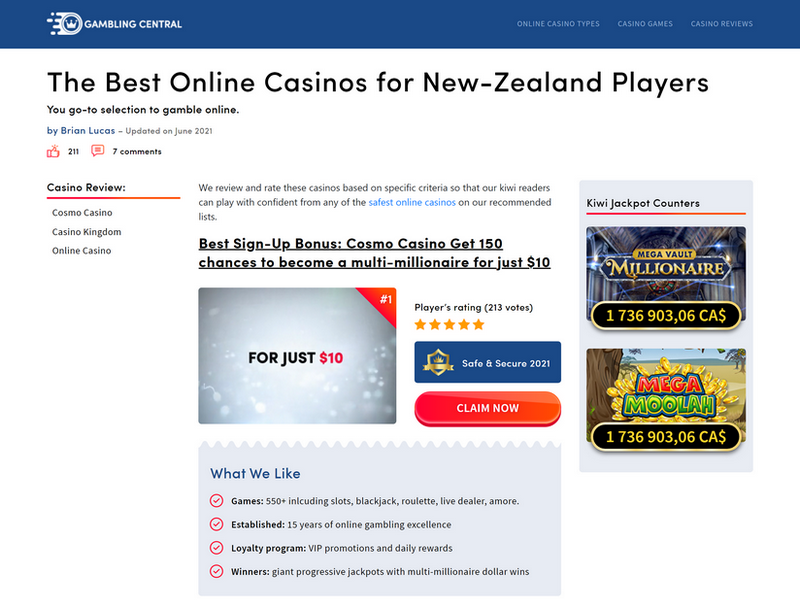 GAMBLING CENTRAL
ONLINE CASINO TYPES
CASINO GAMES
CASINO REVIEWS
The Best Online Casinos for New-Zealand Players
You go-to selection to gamble online.
by Brian Lucas – Updated on June 2021
211
7 comments
Casino Review:
Cosmo Casino
Casino Kingdom
Online Casino
We review and rate these casinos based on specific criteria so that our kiwi readers
can play with confident from any of the safest online casinos on our recommended
lists.
Best Sign-Up Bonus: Cosmo Casino Get 150
chances to become a multi-millionaire for just $10
#1
FOR JUST $10
Player's rating (213 votes)
Safe & Secure 2021
CLAIM NOW
What We Like
Games: 550+ inlcuding slots, blackjack, roulette, live dealer, amore.
Established: 15 years of online gambling excellence
Loyalty program: VIP promotions and daily rewards
Winners: giant progressive jackpots with multi-millionaire dollar wins
Kiwi Jackpot Counters
MEGA VAULT
MILLIONAIRE
1 736 903,06 CA$
MEGA
MOOLAH
1 736 903,06 CA$